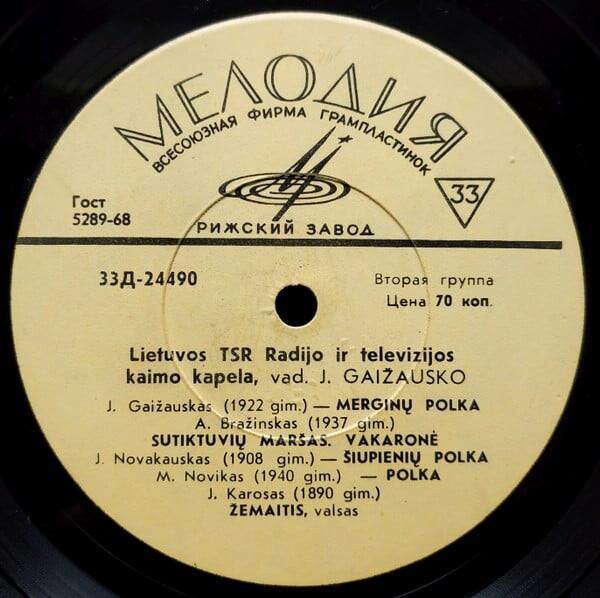 МЕЛОДИЯ
ВСЕСОЮЗНАЯ ФИРМА ГРАМПЛАСТИНОК
33
Гост
5289-68
РИЖСКИЙ ЗАВОД
33Д-24490
Вторая группа
Цена 70 коп.
Lietuvos TSR Radijo ir televizijos
kaimo kapela, vad. J. GAIŽAUSKO
J. Gaižauskas (1922 gim.) — MERGINŲ POLKA
A. Bražinskas (1937 gim.)
SUTIKTUVIŲ MARŠAS. VAKARONĖ
J. Novakauskas (1908 gim.) — ŠIUPIENIŲ POLKA
M. Novikas (1940 gim.) — POLKA
J. Karosas (1890 gim.)
ŽEMAITIS, valsas